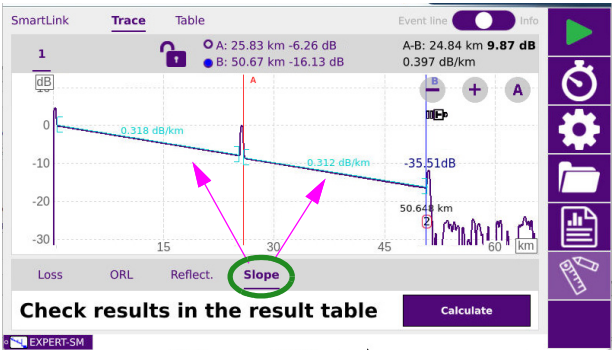 SmartLink Trace Table Event line Info
1 A: 25.83 km -6.26 dB A-B: 24.84 km 9.87 dB
B: 50.67 km -16.13 dB 0.397 dB/km
dB A B + A
0 0.318 dB/km
-10 0.312 dB/km -35.51dB
-20 50.648 km
2
-30 15 30 45 60 km
Loss ORL Reflect. Slope
Check results in the result table Calculate
EXPERT-SM